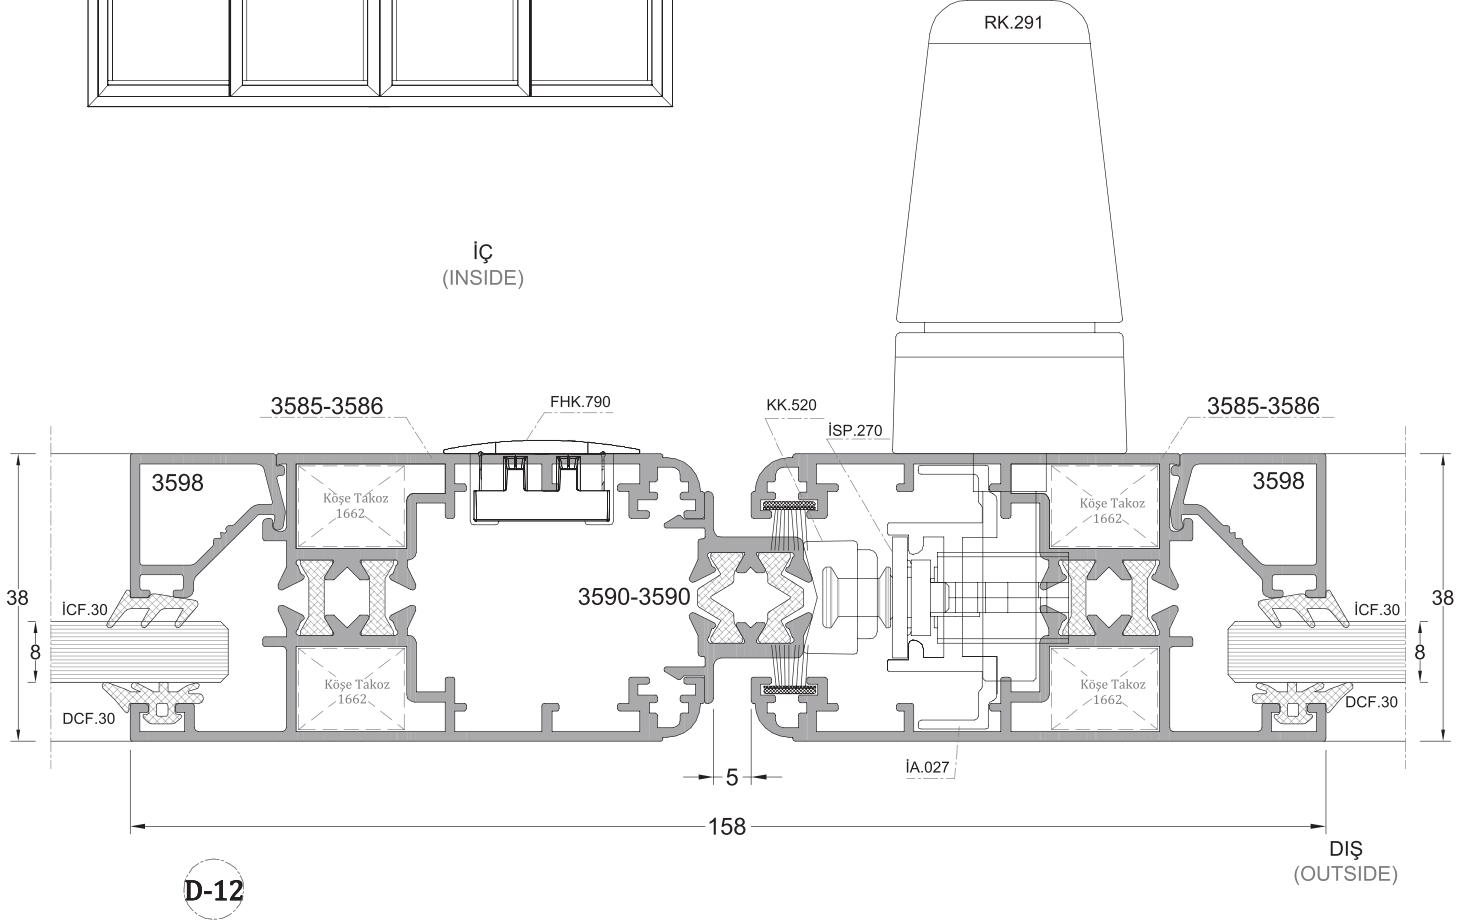 RK.291
İÇ
(INSIDE)
3585-3586
FHK.790
KK.520
İSP.270
3585-3586
3598
Köşe Takoz
1662
Köşe Takoz
1662
3598
38
İCF.30
8
DCF.30
3590-3590
Köşe Takoz
1662
Köşe Takoz
1662
İCF.30
38
8
DCF.30
İA.027
5
158
DIŞ
(OUTSIDE)
D-12